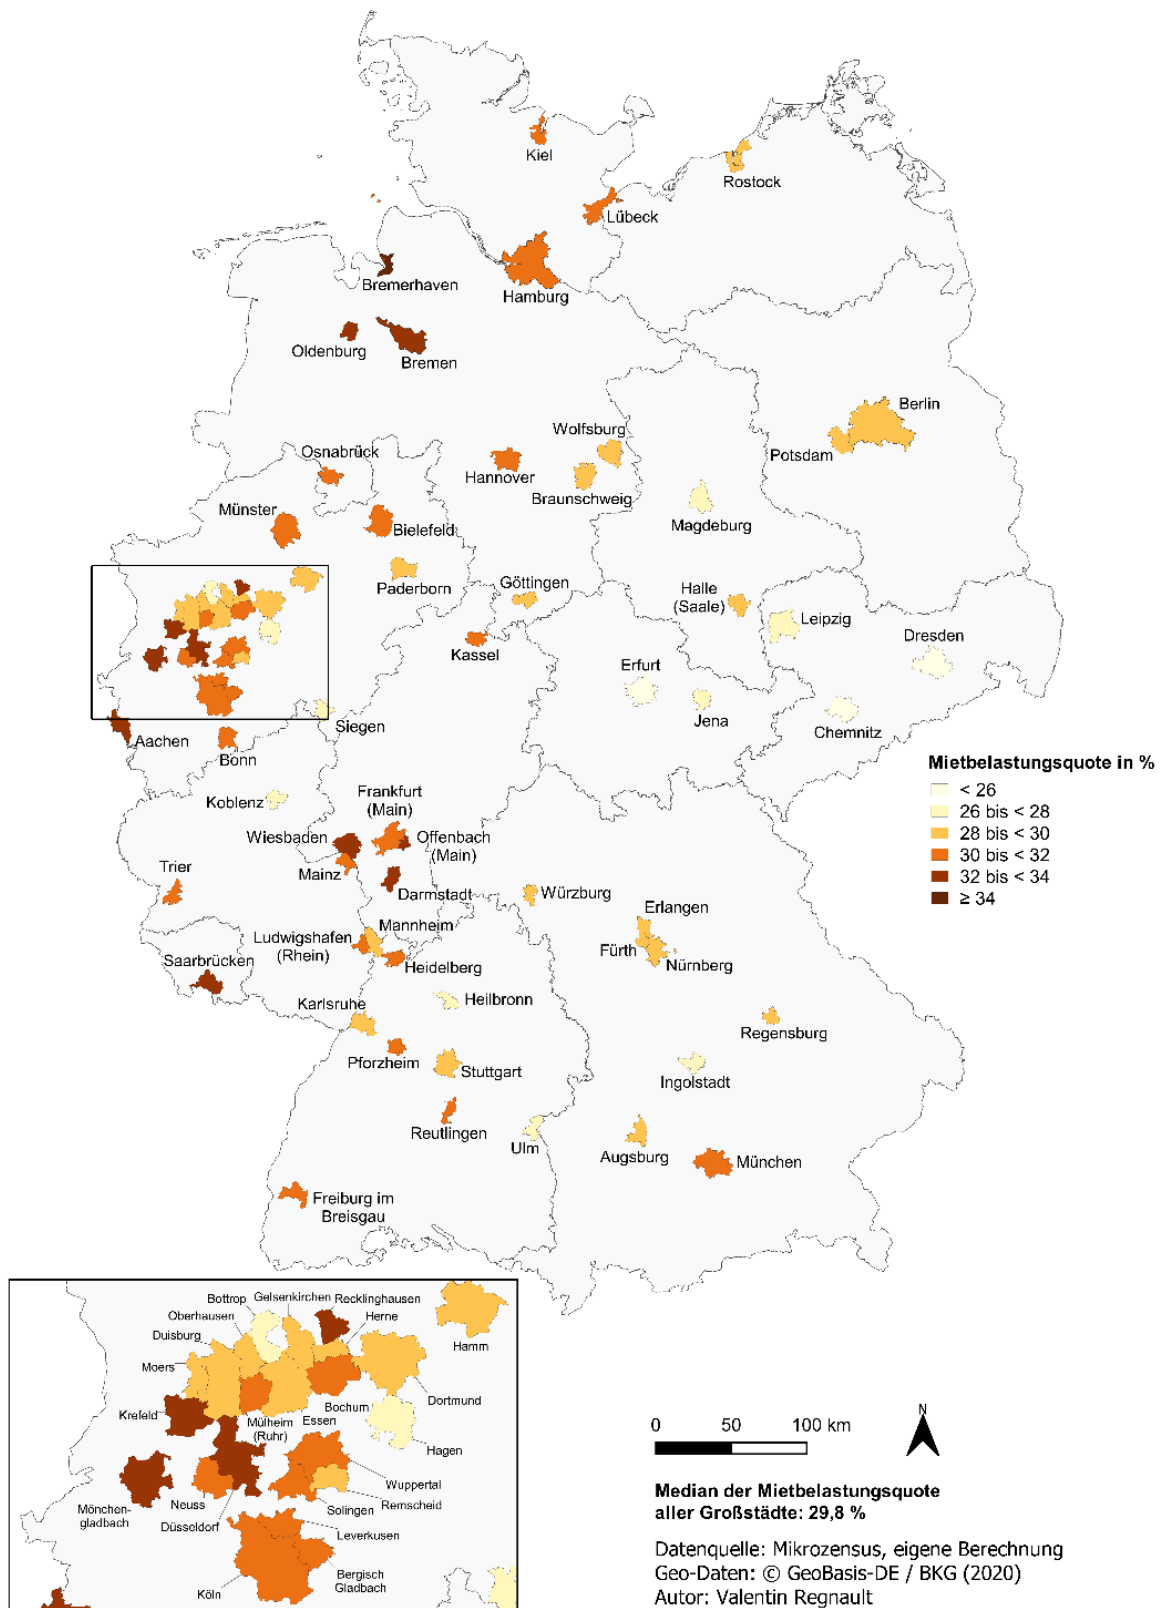 Kiel
Rostock
Lübeck
Bremerhaven
Hamburg
Oldenburg
Bremen
Berlin
Wolfsburg
Potsdam
Osnabrück
Hannover
Braunschweig
Magdeburg
Münster
Bielefeld
Paderborn
Göttingen
Halle
(Saale)
Leipzig
Dresden
Kassel
Erfurt
Jena
Chemnitz
Siegen
Aachen
Bonn
Koblenz
Frankfurt
(Main)
Wiesbaden
Offenbach
(Main)
Mainz
Trier
Darmstadt
Würzburg
Mannheim
Ludwigshafen
(Rhein)
Heidelberg
Erlangen
Fürth
Nürnberg
Saarbrücken
Karlsruhe
Heilbronn
Regensburg
Pforzheim
Stuttgart
Ingolstadt
Reutlingen
Ulm
Augsburg
München
Freiburg im
Breisgau
Mietbelastungsquote in %
< 26
26 bis < 28
28 bis < 30
30 bis < 32
32 bis < 34
≥ 34
Bottrop
Gelsenkirchen
Recklinghausen
Oberhausen
Herne
Duisburg
Hamm
Moers
Dortmund
Krefeld
Mülheim
(Ruhr)
Essen
Bochum
Hagen
Wuppertal
Mönchen-
gladbach
Neuss
Düsseldorf
Solingen
Remscheid
Leverkusen
Köln
Bergisch
Gladbach
0 50 100 km
N
Median der Mietbelastungsquote
aller Großstädte: 29,8 %
Datenquelle: Mikrozensus, eigene Berechnung
Geo-Daten: © GeoBasis-DE / BKG (2020)
Autor: Valentin Regnault